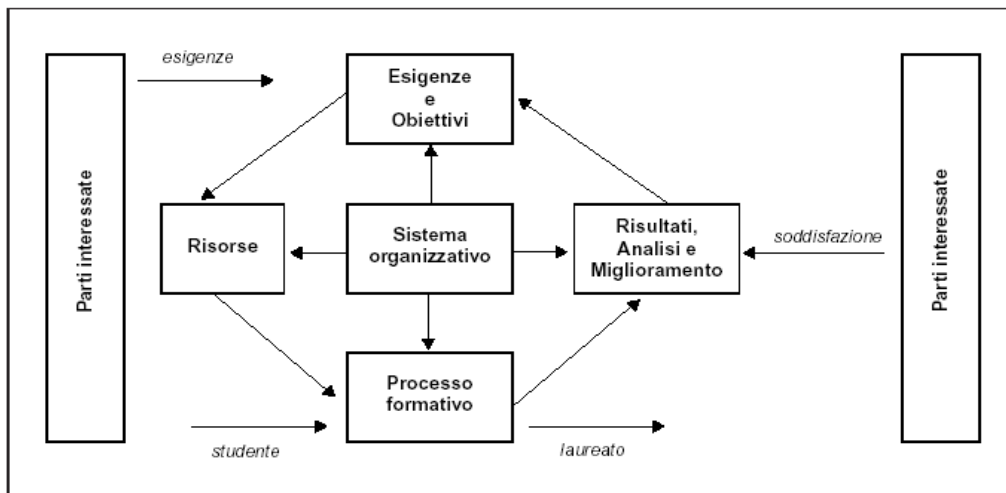 esigenze
Esigenze
e
Obiettivi
Parti interessate
Risorse
Sistema
organizzativo
Risultati,
Analisi e
Miglioramento
soddisfazione
Parti interessate
Processo
formativo
studente
laureato